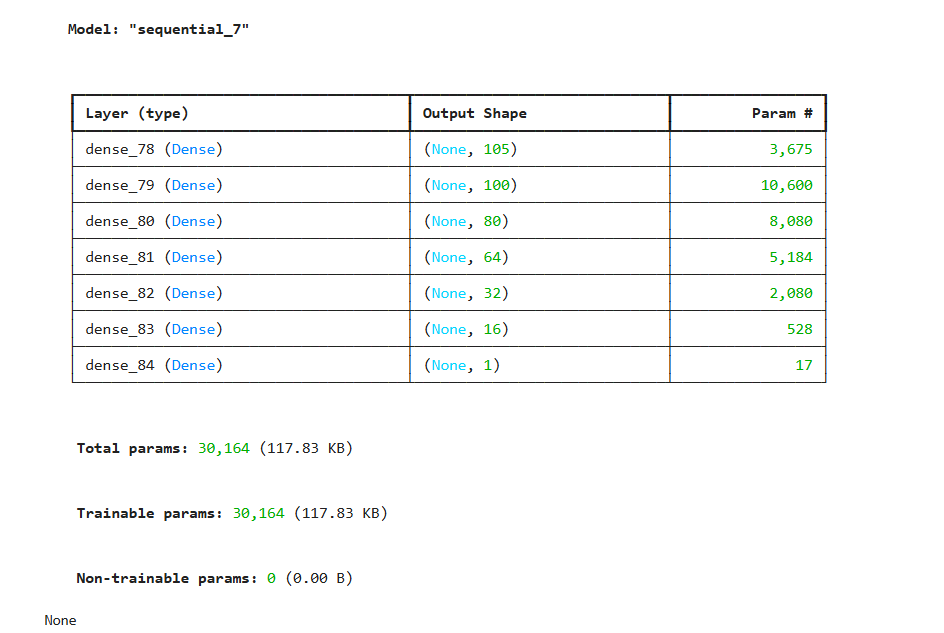 Model: "sequential_7"
Layer (type) Output Shape Param #
dense_78 (Dense) (None, 105) 3,675
dense_79 (Dense) (None, 100) 10,600
dense_80 (Dense) (None, 80) 8,080
dense_81 (Dense) (None, 64) 5,184
dense_82 (Dense) (None, 32) 2,080
dense_83 (Dense) (None, 16) 528
dense_84 (Dense) (None, 1) 17
Total params: 30,164 (117.83 KB)
Trainable params: 30,164 (117.83 KB)
Non-trainable params: 0 (0.00 B)
None